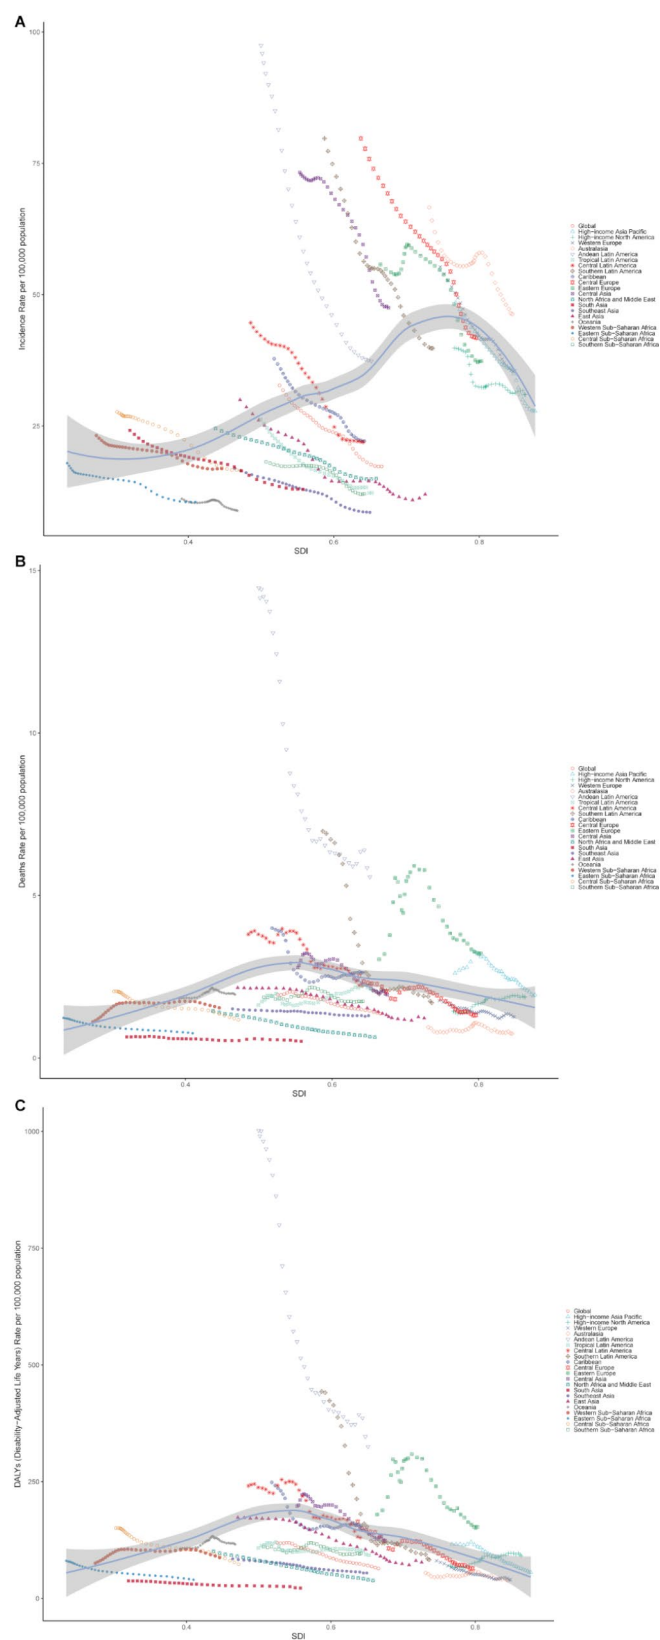 A
100
75
50
25
Incidence Rate per 100,000 population
0.4
0.6
0.8
SDI
Global
High-income Asia Pacific
High-income North America
Western Europe
Australasia
Andean Latin America
Tropical Latin America
Central Latin America
Southern Latin America
Caribbean
Central Europe
Eastern Europe
Central Asia
North Africa and Middle East
South Asia
Southeast Asia
East Asia
Oceania
Western Sub-Saharan Africa
Eastern Sub-Saharan Africa
Central Sub-Saharan Africa
Southern Sub-Saharan Africa
B
15
10
5
0
Deaths Rate per 100,000 population
0.4
0.6
0.8
SDI
Global
High-income Asia Pacific
High-income North America
Western Europe
Australasia
Andean Latin America
Tropical Latin America
Central Latin America
Southern Latin America
Caribbean
Central Europe
Eastern Europe
Central Asia
North Africa and Middle East
South Asia
Southeast Asia
East Asia
Oceania
Western Sub-Saharan Africa
Eastern Sub-Saharan Africa
Central Sub-Saharan Africa
Southern Sub-Saharan Africa
C
1000
750
500
250
0
DALYs (Disability-Adjusted Life Years) Rate per 100,000 population
0.4
0.6
0.8
SDI
Global
High-income Asia Pacific
High-income North America
Western Europe
Australasia
Andean Latin America
Tropical Latin America
Central Latin America
Southern Latin America
Caribbean
Central Europe
Eastern Europe
Central Asia
North Africa and Middle East
South Asia
Southeast Asia
East Asia
Oceania
Western Sub-Saharan Africa
Eastern Sub-Saharan Africa
Central Sub-Saharan Africa
Southern Sub-Saharan Africa